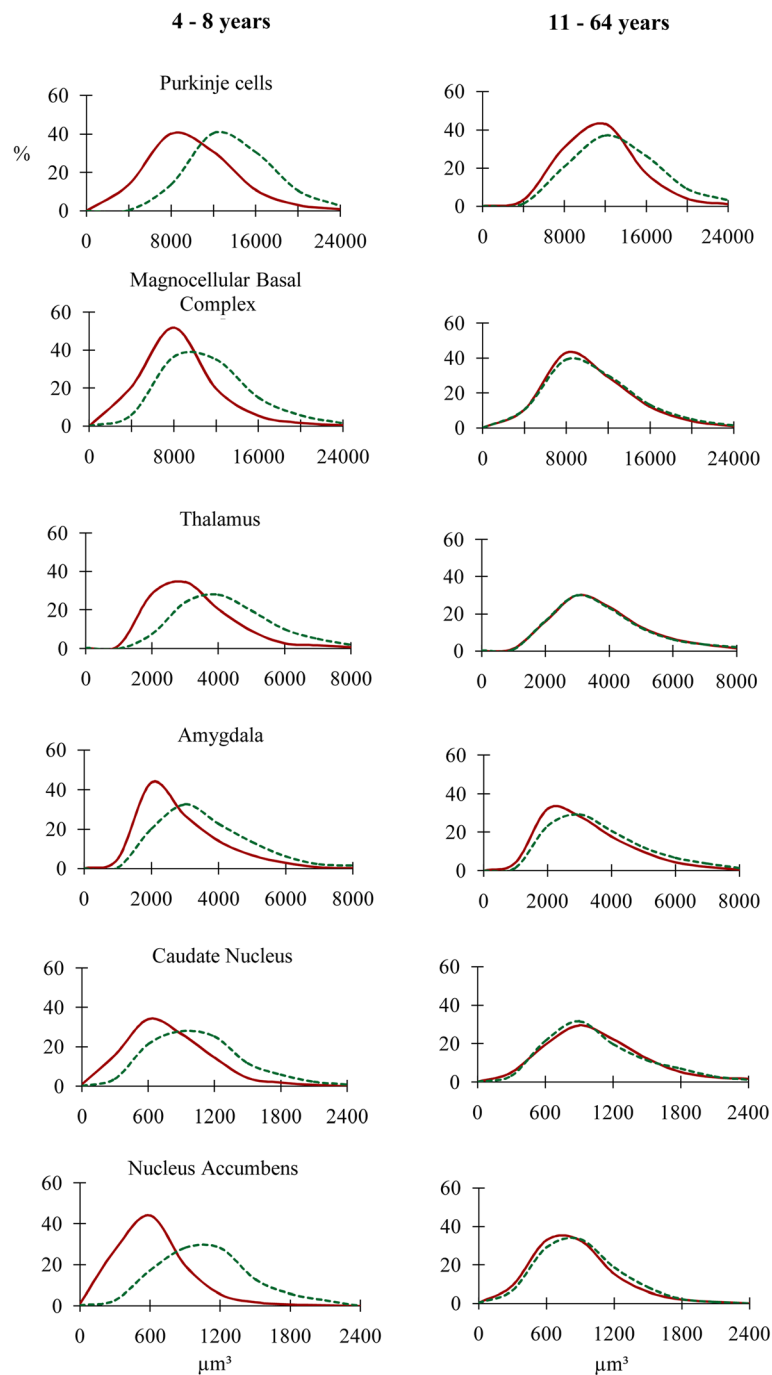 4 - 8 years 11 - 64 years
Purkinje cells
60 60
% 40 40
20 20
0 0
0 8000 16000 24000 0 8000 16000 24000
Magnocellular Basal
Complex
60 60
40 40
20 20
0 0
0 8000 16000 24000 0 8000 16000 24000
Thalamus
60 60
40 40
20 20
0 0
0 2000 4000 6000 8000 0 2000 4000 6000 8000
Amygdala
60 60
40 40
20 20
0 0
0 2000 4000 6000 8000 0 2000 4000 6000 8000
Caudate Nucleus
60 60
40 40
20 20
0 0
0 600 1200 1800 2400 0 600 1200 1800 2400
Nucleus Accumbens
60 60
40 40
20 20
0 0
0 600 1200 1800 2400 0 600 1200 1800 2400
μm³ μm³